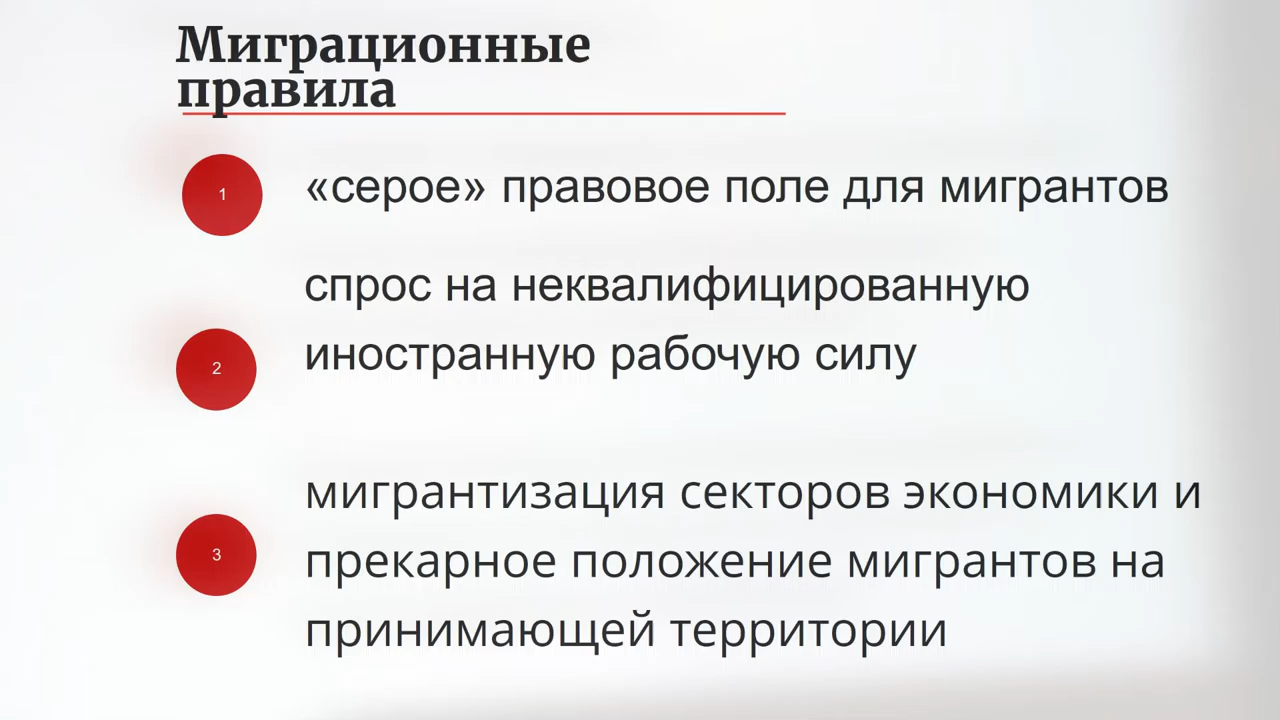 Миграционные
правила
1
«серое» правовое поле для мигрантов
спрос на неквалифицированную
иностранную рабочую силу
2
мигрантизация секторов экономики и
прекарное положение мигрантов на
принимающей территории
3